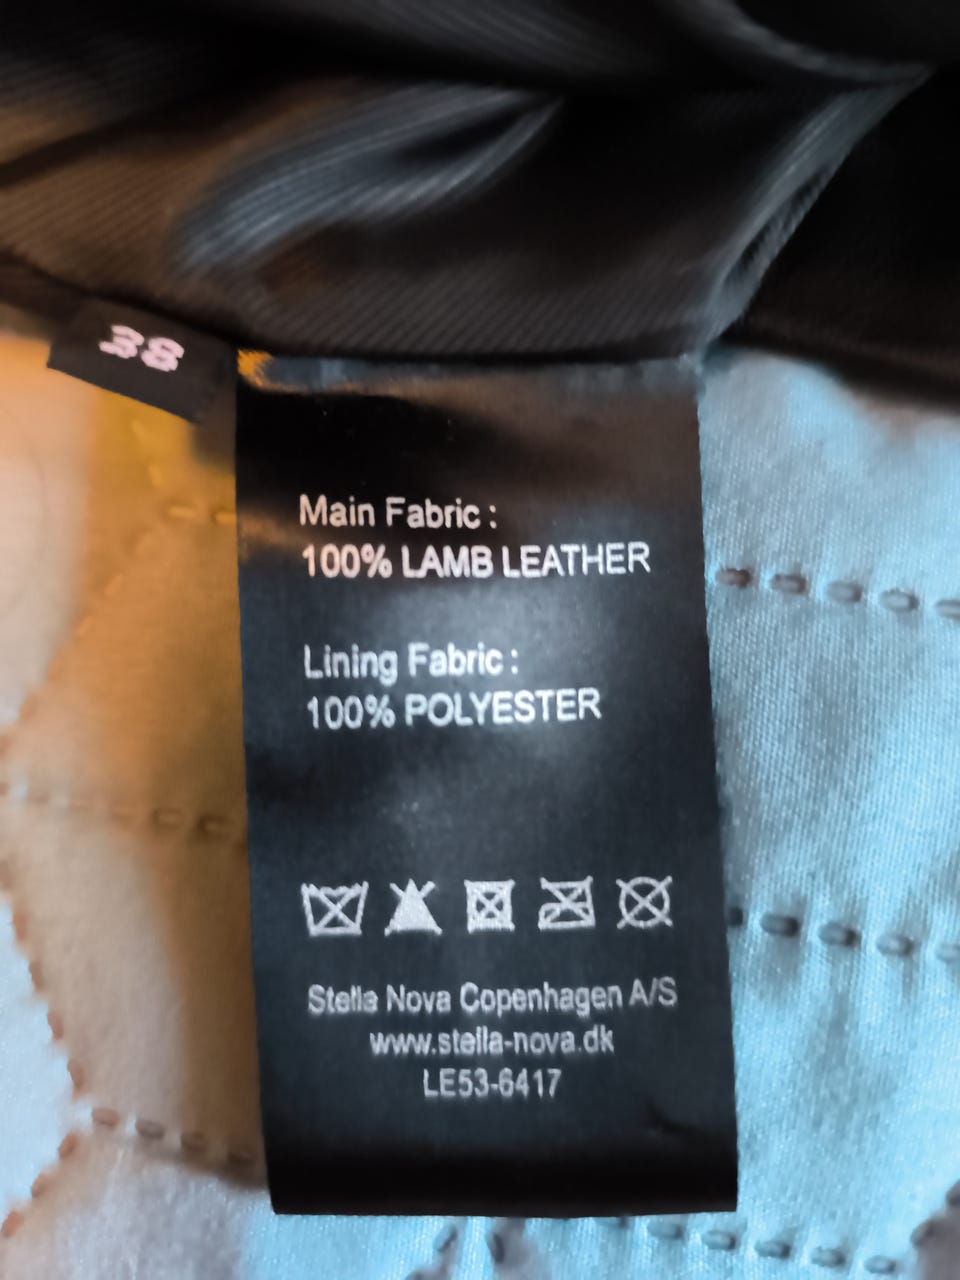 38
Main Fabric :
100% LAMB LEATHER
Lining Fabric :
100% POLYESTER
Stella Nova Copenhagen A/S
www.stella-nova.dk
LE53-6417